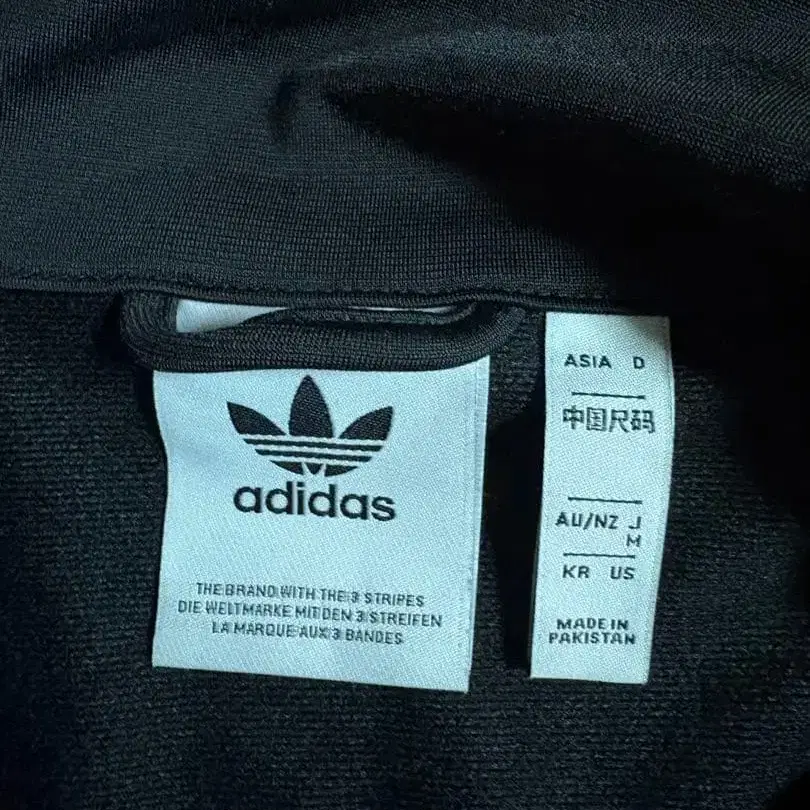 adidas
THE BRAND WITH THE 3 STRIPES
DIE WELTMARKE MIT DEN 3 STREIFEN
LA MARQUE AUX 3 BANDES
ASIA D
中国尺码
AU/NZ J
M
KR US
MADE IN
PAKISTAN